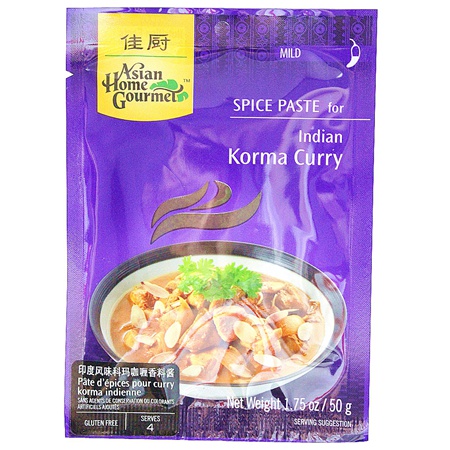 佳厨
Asian
Home
Gourmet™
MILD
SPICE PASTE for
Indian
Korma Curry
印度风味科玛咖喱香料酱
Pâte d'épices pour curry
korma indienne
SANS AGENTS DE CONSERVATION OU COLORANTS
ARTIFICIELS AJOUTÉS
GLUTEN FREE
SERVES
4
Net Weight 1.75 oz / 50 g
SERVING SUGGESTION